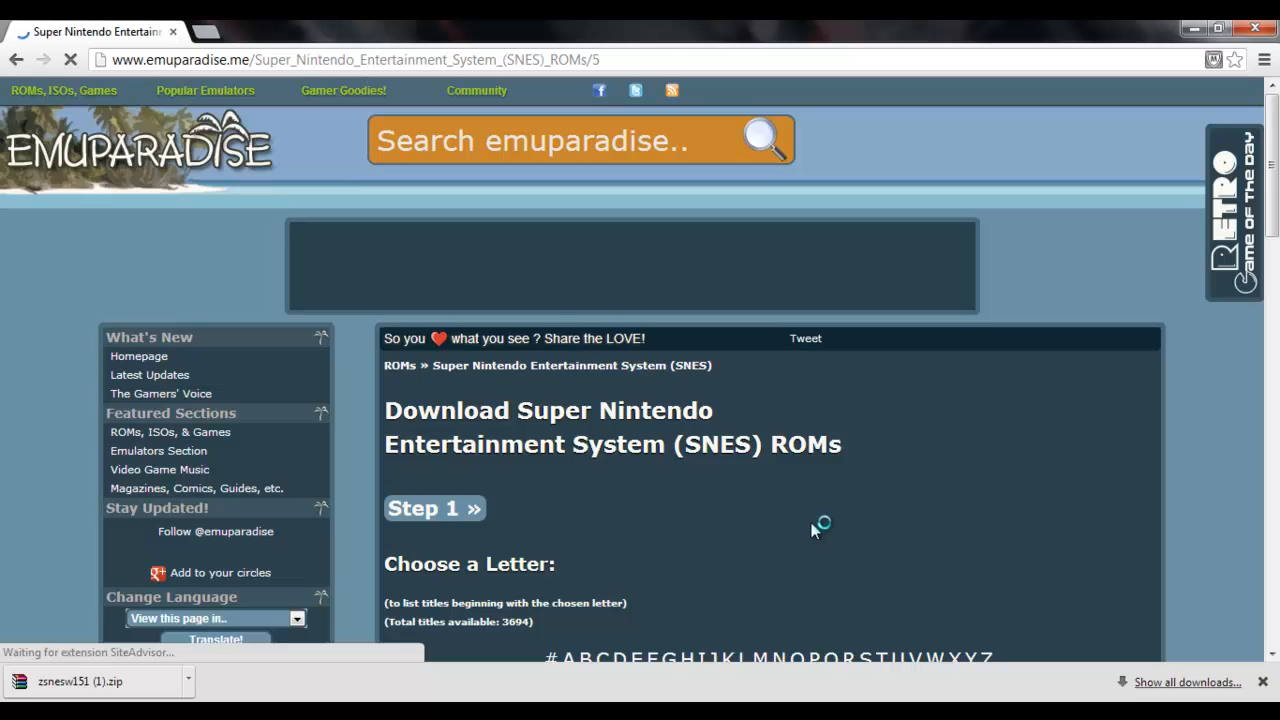 Super Nintendo Entertainm
www.emuparadise.me/Super_Nintendo_Entertainment_System_(SNES)_ROMs/5
ROMs, ISOs, Games
Popular Emulators
Gamer Goodies!
Community
EMUPARADISE
Search emuparadise..
RETRO
Game OF THE DAY
What's New
Homepage
Latest Updates
The Gamers' Voice
Featured Sections
ROMs, ISOs, & Games
Emulators Section
Video Game Music
Magazines, Comics, Guides, etc.
Stay Updated!
Follow @emuparadise
Add to your circles
Change Language
View this page in..
Translate!
So you ❤ what you see ? Share the LOVE!
Tweet
ROMs » Super Nintendo Entertainment System (SNES)
Download Super Nintendo
Entertainment System (SNES) ROMs
Step 1 »
Choose a Letter:
(to list titles beginning with the chosen letter)
(Total titles available: 3694)
# A B C D E F G H I J K L M N O P Q R S T U V W X Y Z
Waiting for extension SiteAdvisor...
zsnesw151 (1).zip
Show all downloads...